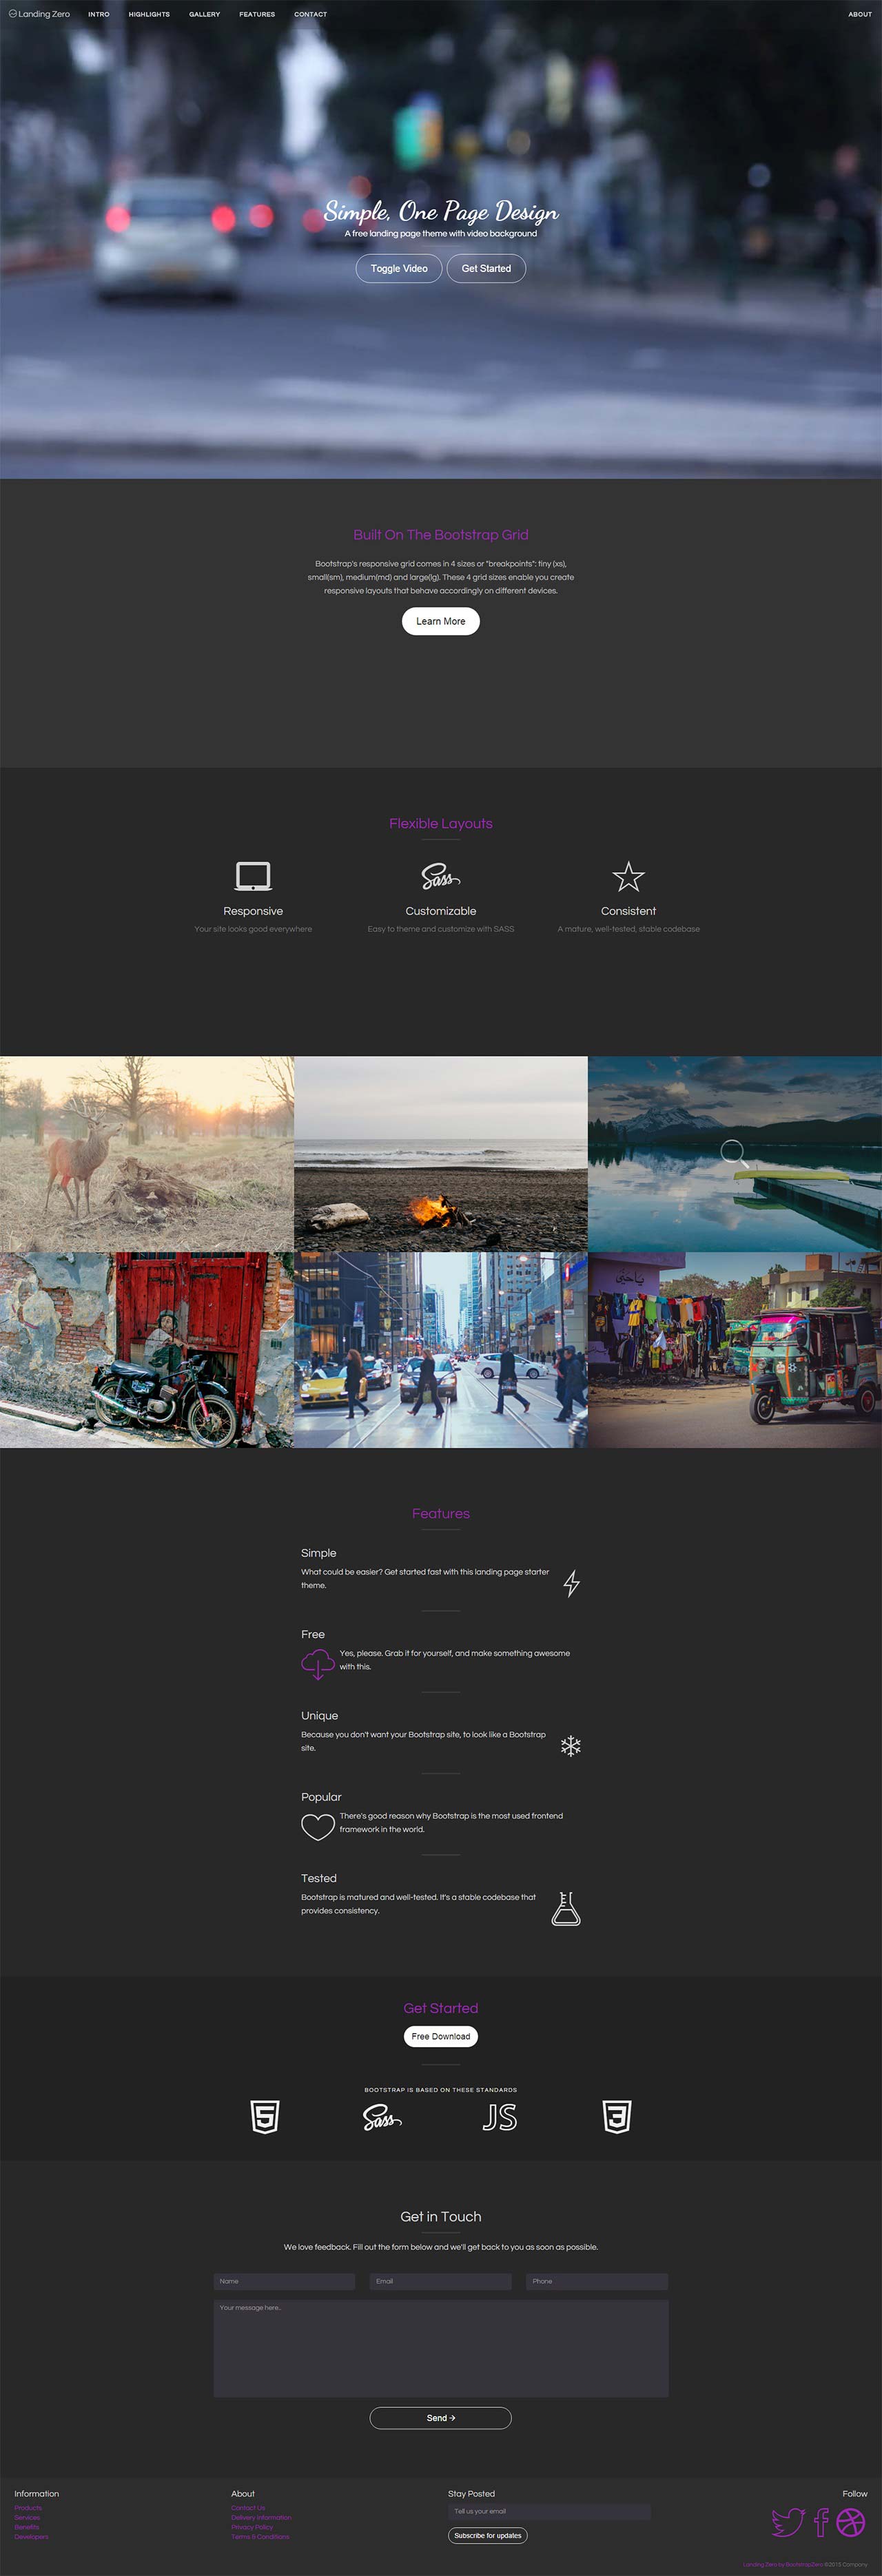 Landing Zero INTRO HIGHLIGHTS GALLERY FEATURES CONTACT ABOUT
Simple, One Page Design
A free landing page theme with video background
Toggle Video Get Started
Built On The Bootstrap Grid
Bootstrap's responsive grid comes in 4 sizes or "breakpoints": tiny (xs),
small(sm), medium(md) and large(lg). These 4 grid sizes enable you create
responsive layouts that behave accordingly on different devices.
Learn More
Flexible Layouts
Sass
Responsive Customizable Consistent
Your site looks good everywhere Easy to theme and customize with SASS A mature, well-tested, stable codebase
Features
Simple
What could be easier? Get started fast with this landing page starter
theme.
Free
Yes, please. Grab it for yourself, and make something awesome
with this.
Unique
Because you don't want your Bootstrap site, to look like a Bootstrap
site.
Popular
There's good reason why Bootstrap is the most used frontend
framework in the world.
Tested
Bootstrap is matured and well-tested. It's a stable codebase that
provides consistency.
Get Started
Free Download
BOOTSTRAP IS BASED ON THESE STANDARDS
5 Sass JS 3
Get in Touch
We love feedback. Fill out the form below and we'll get back to you as soon as possible.
Name Email Phone
Your message here..
Send →
Information About Stay Posted Follow
Products Contact Us Tell us your email
Services Delivery Information
Benefits Privacy Policy Subscribe for updates
Developers Terms & Conditions
Landing Zero by BootstrapZero ©2015 Company